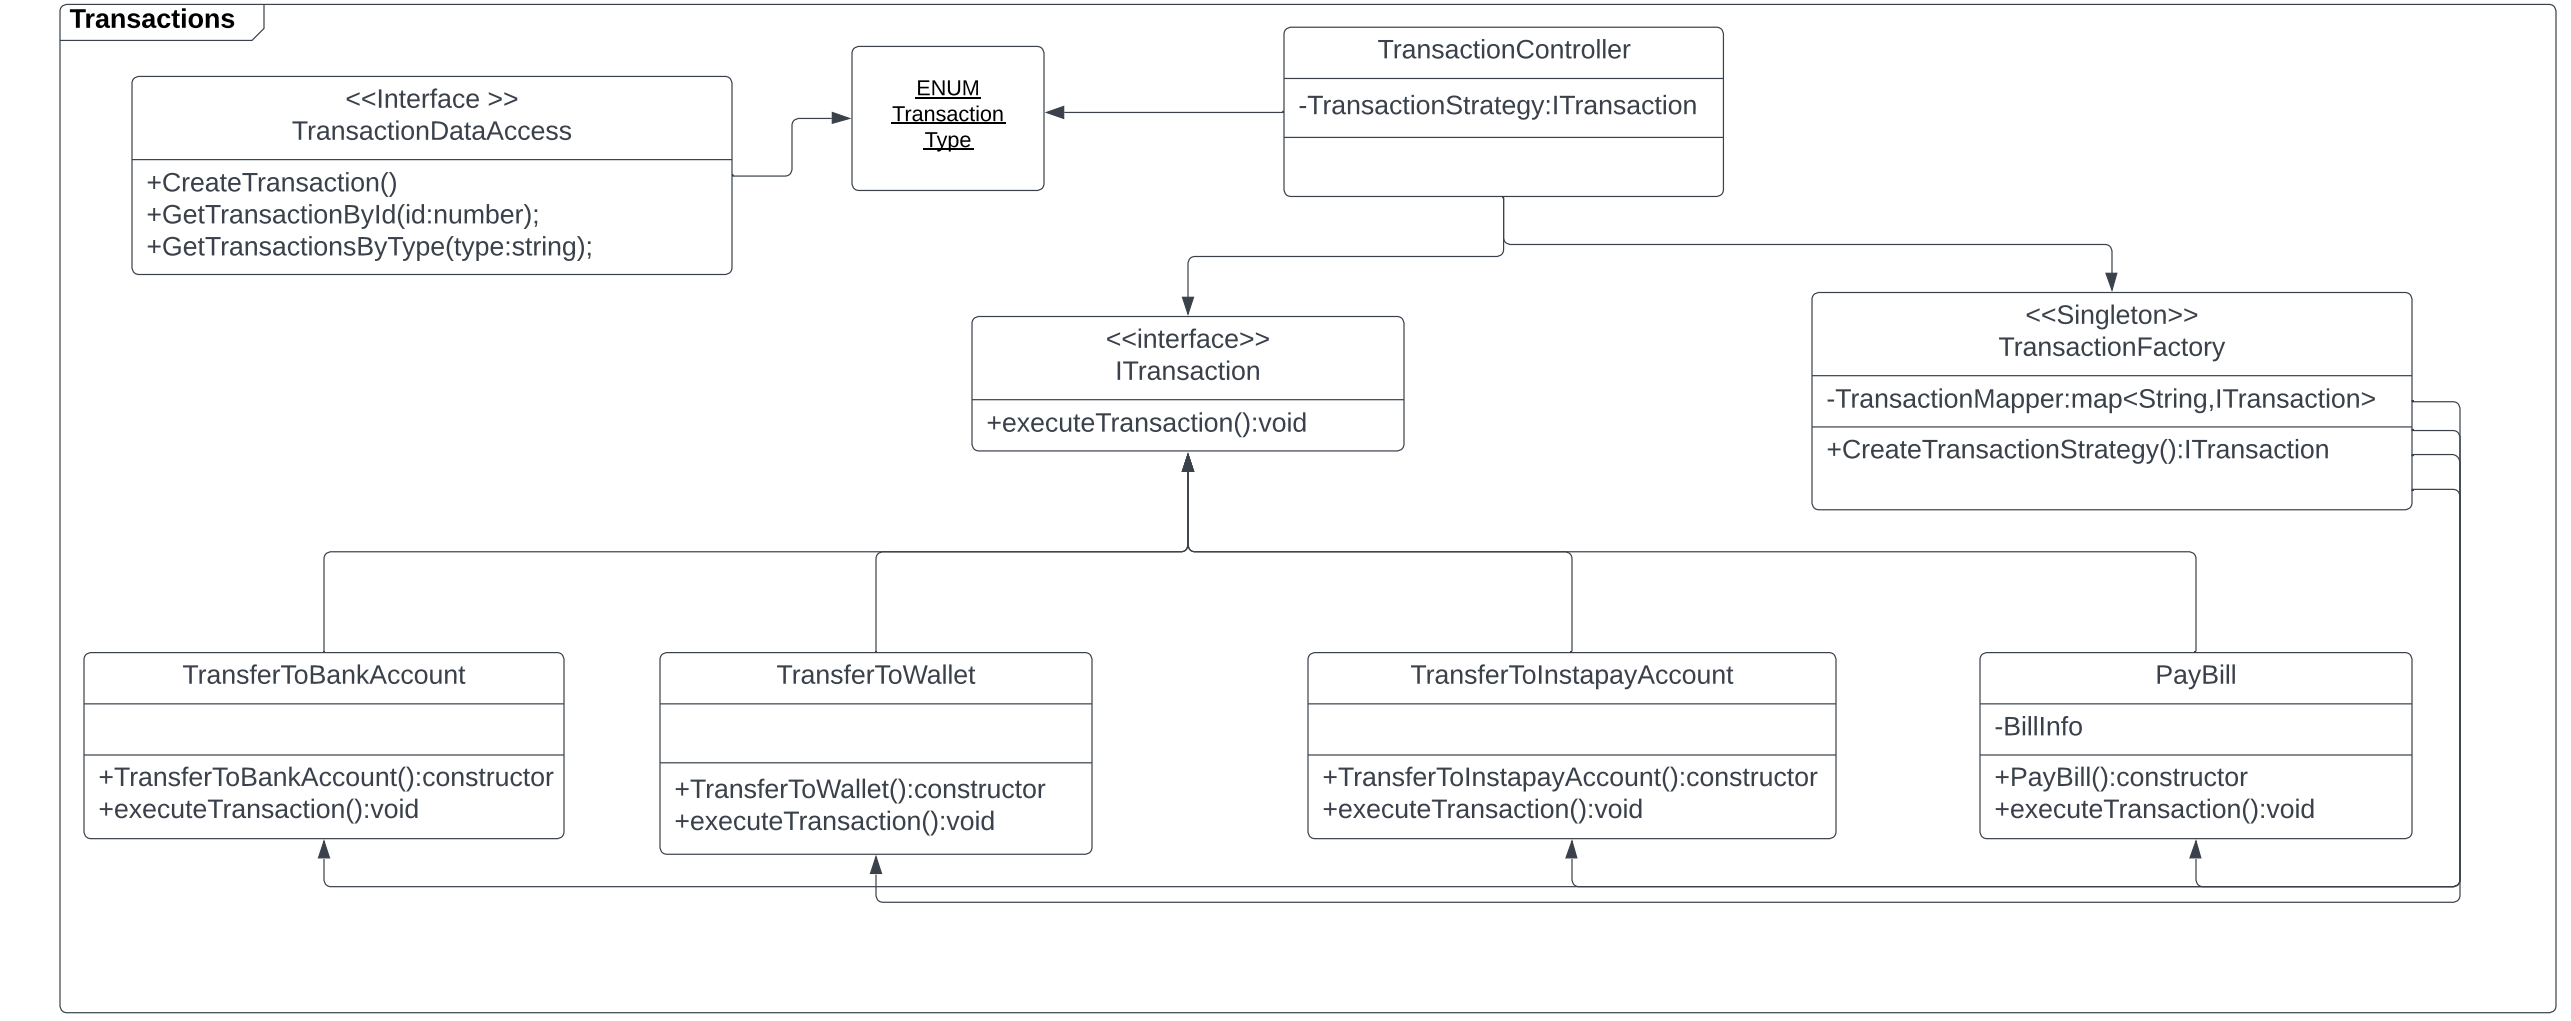 Transactions
<<Interface >>
TransactionDataAccess
+CreateTransaction()
+GetTransactionById(id:number);
+GetTransactionsByType(type:string);
ENUM
Transaction
Type
TransactionController
-TransactionStrategy:ITransaction
<<interface>>
ITransaction
+executeTransaction():void
<<Singleton>>
TransactionFactory
-TransactionMapper:map<String,ITransaction>
+CreateTransactionStrategy():ITransaction
TransferToBankAccount
+TransferToBankAccount():constructor
+executeTransaction():void
TransferToWallet
+TransferToWallet():constructor
+executeTransaction():void
TransferToInstapayAccount
+TransferToInstapayAccount():constructor
+executeTransaction():void
PayBill
-BillInfo
+PayBill():constructor
+executeTransaction():void